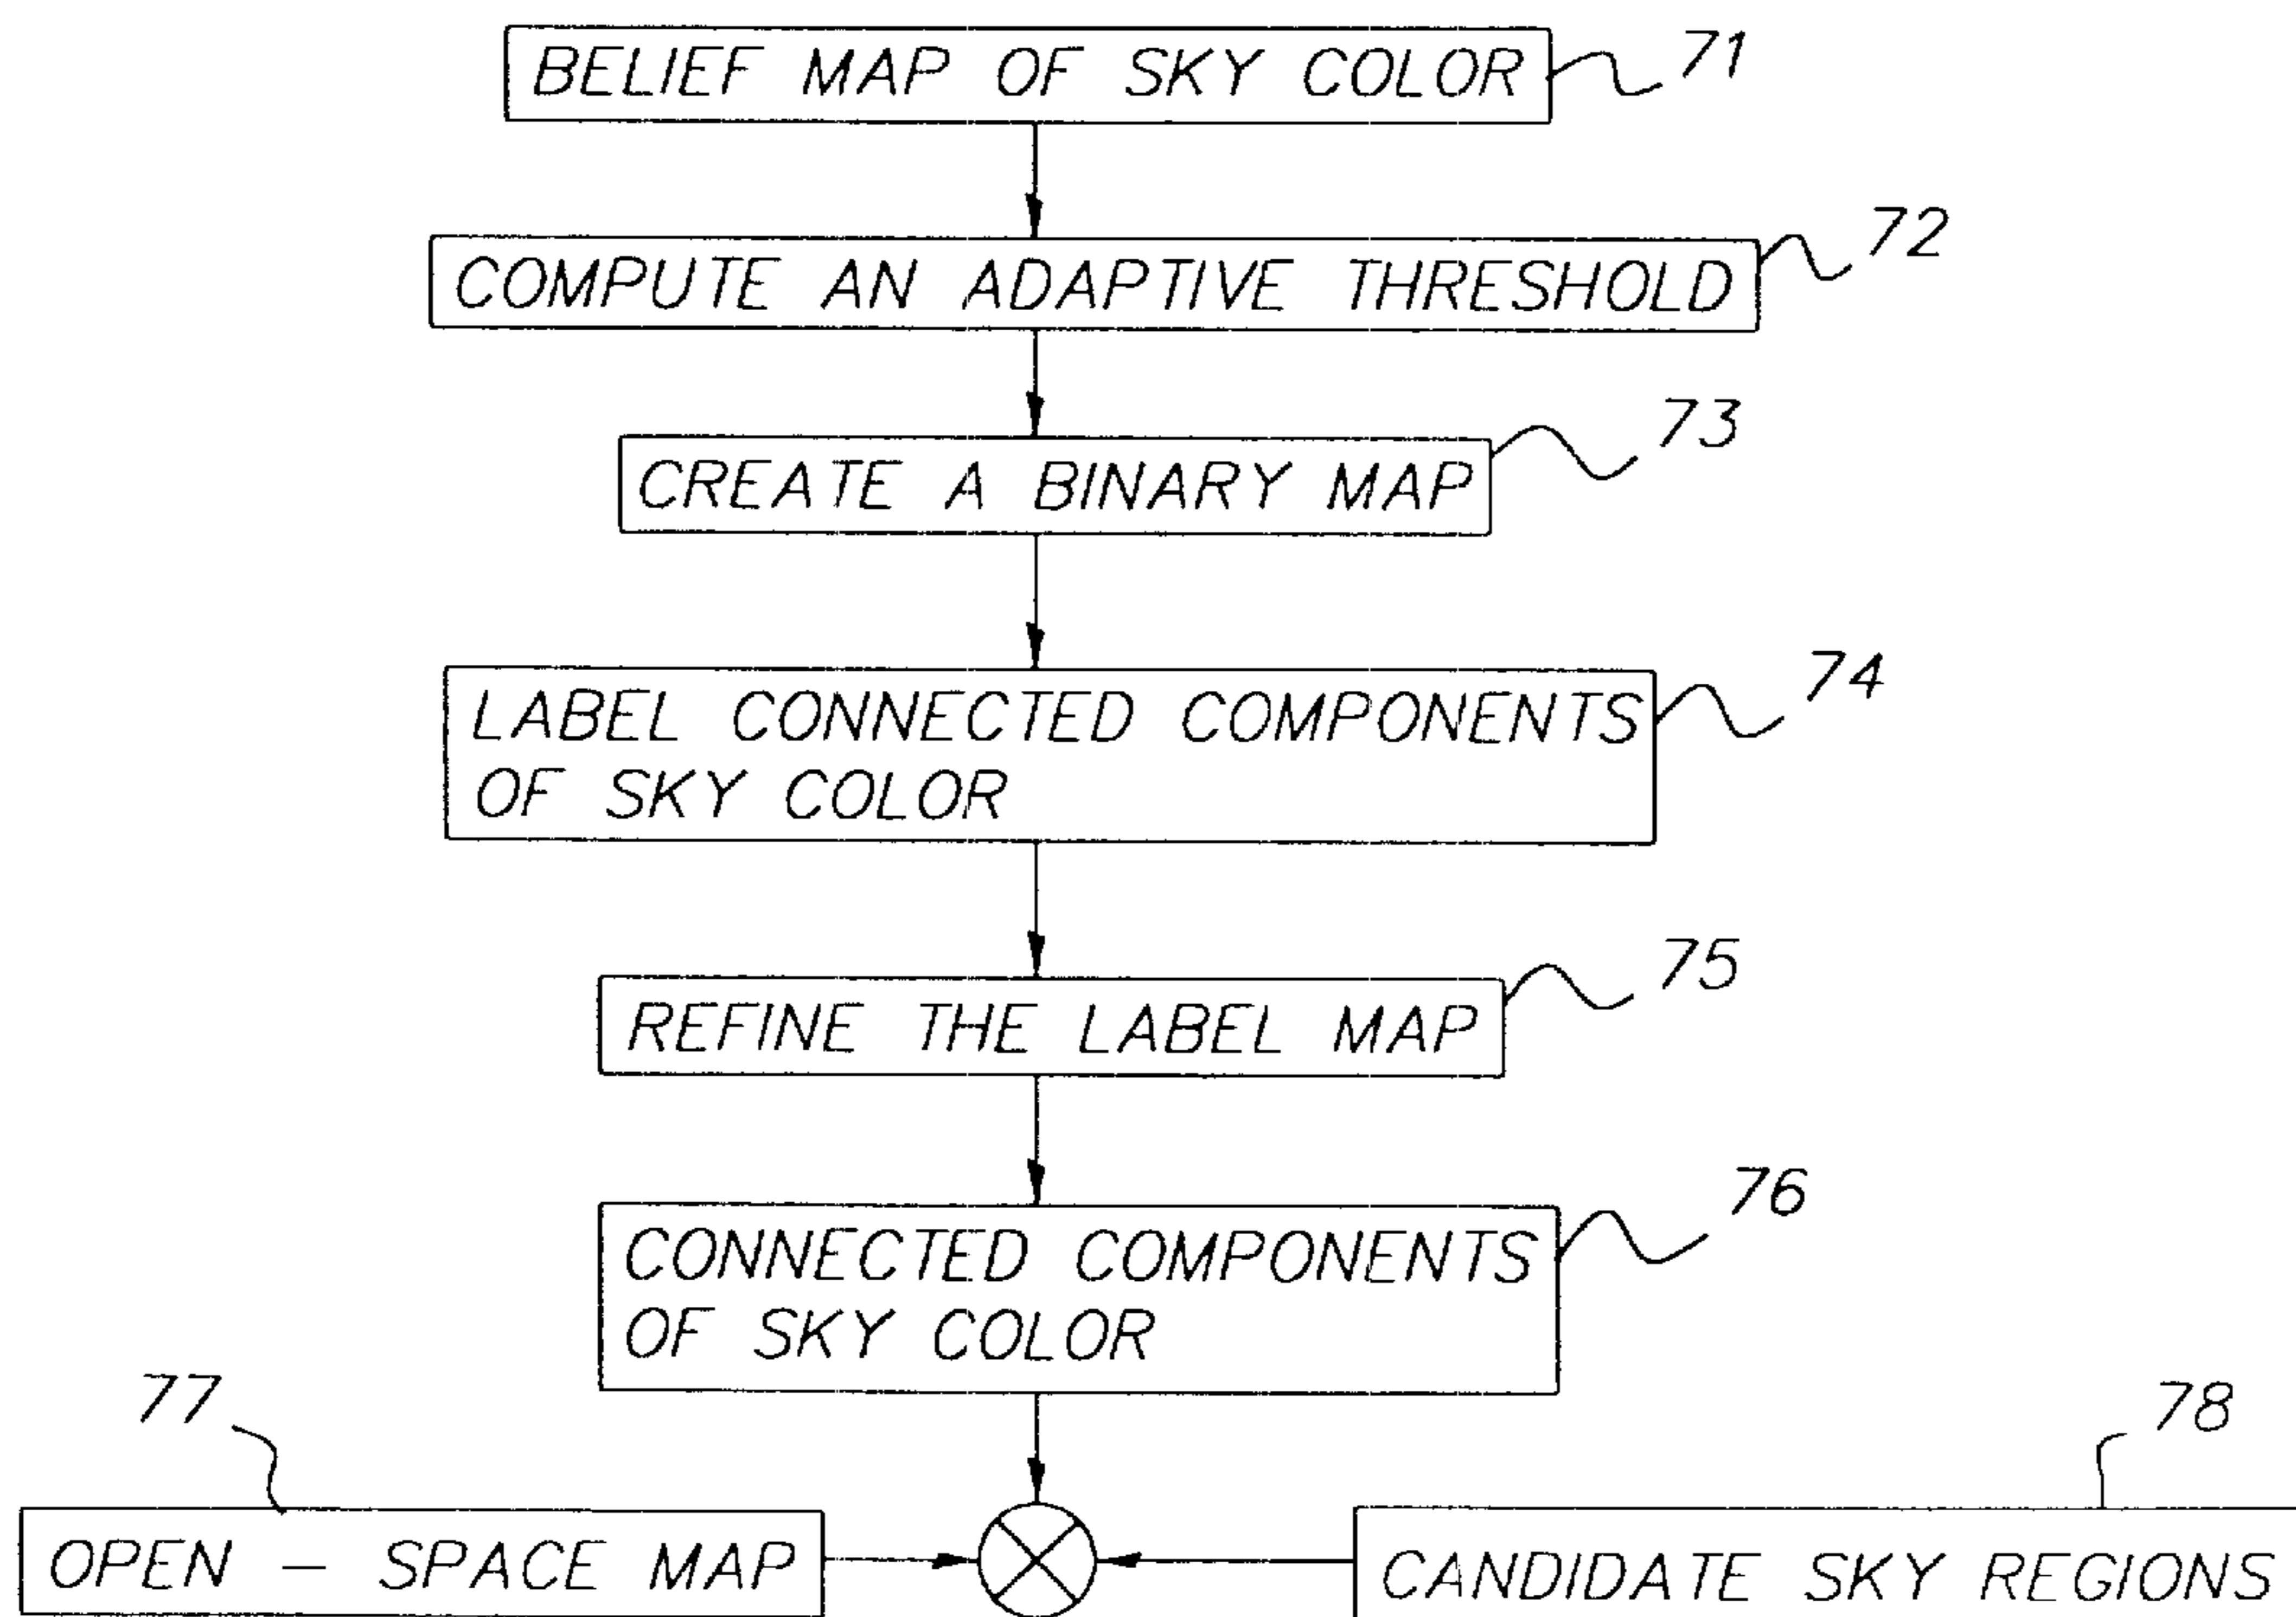 BELIEF MAP OF SKY COLOR
71
COMPUTE AN ADAPTIVE THRESHOLD
72
CREATE A BINARY MAP
73
LABEL CONNECTED COMPONENTS
OF SKY COLOR
74
REFINE THE LABEL MAP
75
CONNECTED COMPONENTS
OF SKY COLOR
76
77
OPEN - SPACE MAP
78
CANDIDATE SKY REGIONS